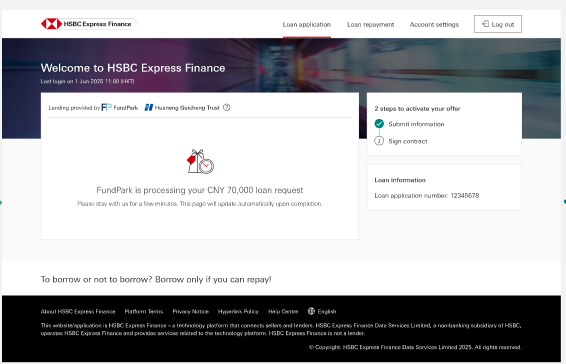 HSBC Express Finance
Loan application
Loan repayment
Account settings
Log out
Welcome to HSBC Express Finance
Last login on 1 Jun 2025 11:00 (HKT)
Lending provided by FP FundPark Huaneng Guicheng Trust ?
FundPark is processing your CNY 70,000 loan request
Please stay with us for a few minutes. This page will update automatically upon completion.
2 steps to activate your offer
Submit information
2 Sign contract
Loan information
Loan application number: 12345678
To borrow or not to borrow? Borrow only if you can repay!
About HSBC Express Finance Platform Terms Privacy Notice Hyperlink Policy Help Centre English
This website/application is HSBC Express Finance – a technology platform that connects sellers and lenders. HSBC Express Finance Data Services Limited, a non-banking subsidiary of HSBC,
operates HSBC Express Finance and provides services related to the technology platform. HSBC Express Finance is not a lender.
© Copyright. HSBC Express Finance Data Services Limited 2025. All rights reserved.